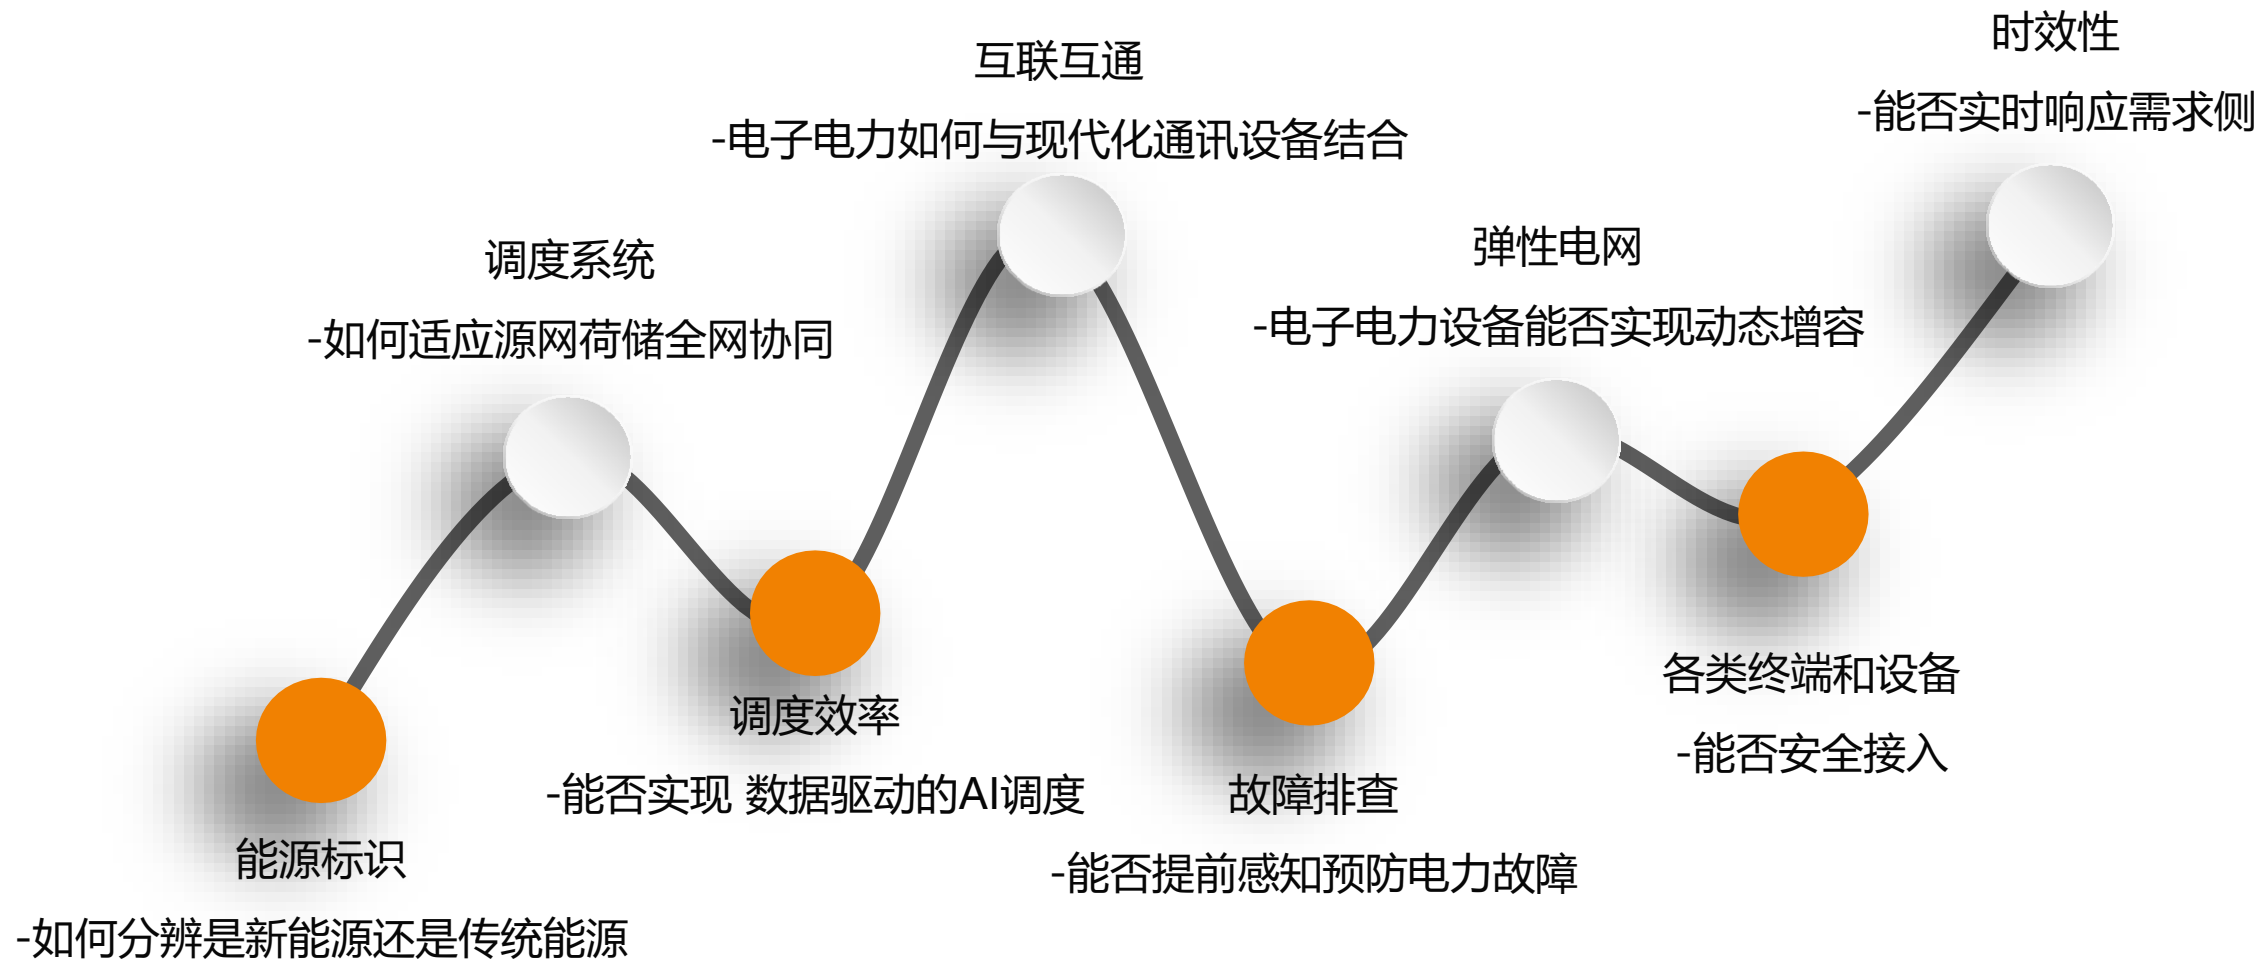 能源标识
-如何分辨是新能源还是传统能源
调度系统
-如何适应源网荷储全网协同
调度效率
-能否实现 数据驱动的AI调度
互联互通
-电子电力如何与现代化通讯设备结合
故障排查
-能否提前感知预防电力故障
弹性电网
-电子电力设备能否实现动态增容
各类终端和设备
-能否安全接入
时效性
-能否实时响应需求侧